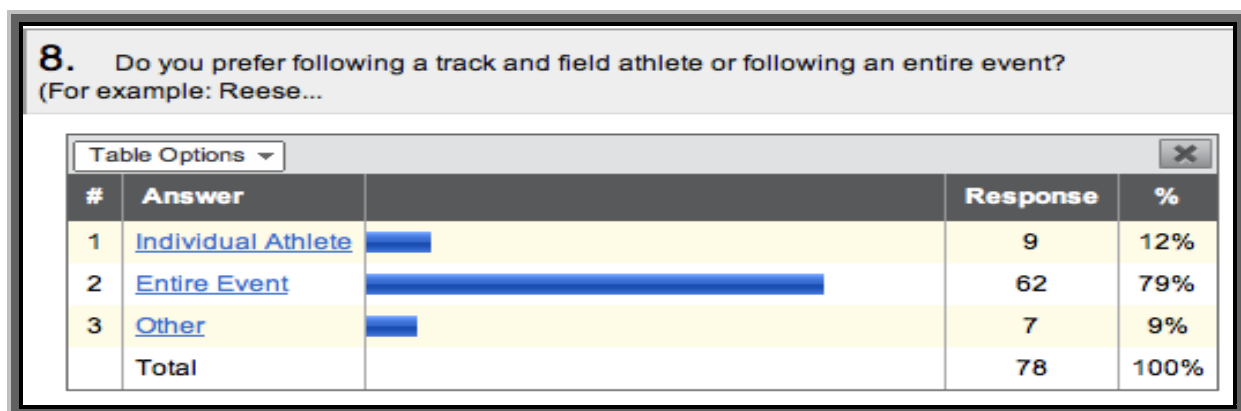 8. Do you prefer following a track and field athlete or following an entire event?
(For example: Reese...
Table Options
# Answer Response %
1 Individual Athlete 9 12%
2 Entire Event 62 79%
3 Other 7 9%
Total 78 100%